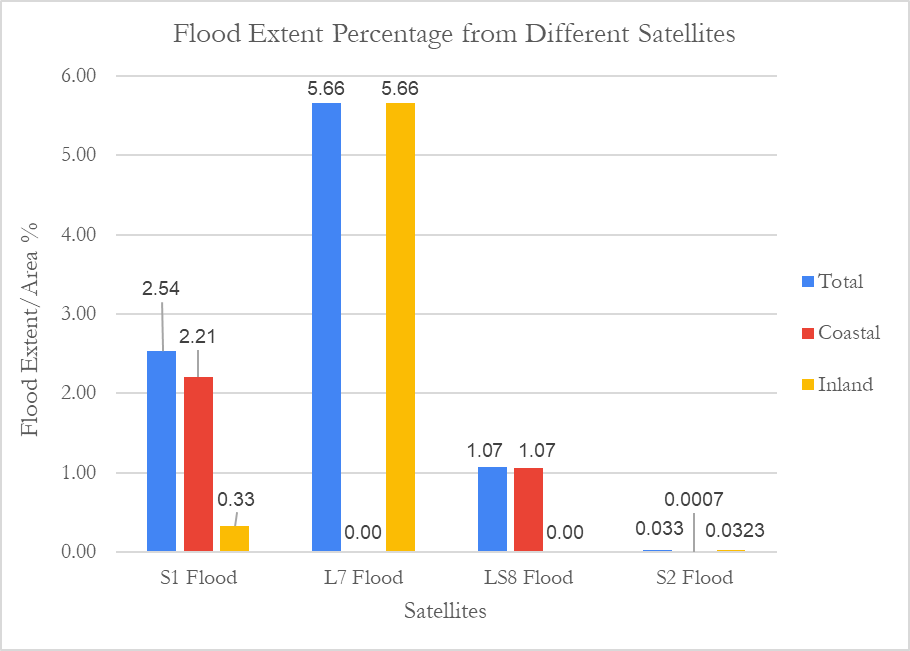 Flood Extent Percentage from Different Satellites
Flood Extent/Area %
6.00
5.00
4.00
3.00
2.00
1.00
0.00
2.54
2.21
0.33
5.66
0.00
5.66
1.07
1.07
0.00
0.033
0.0007
0.0323
S1 Flood
L7 Flood
LS8 Flood
S2 Flood
Satellites
Total
Coastal
Inland